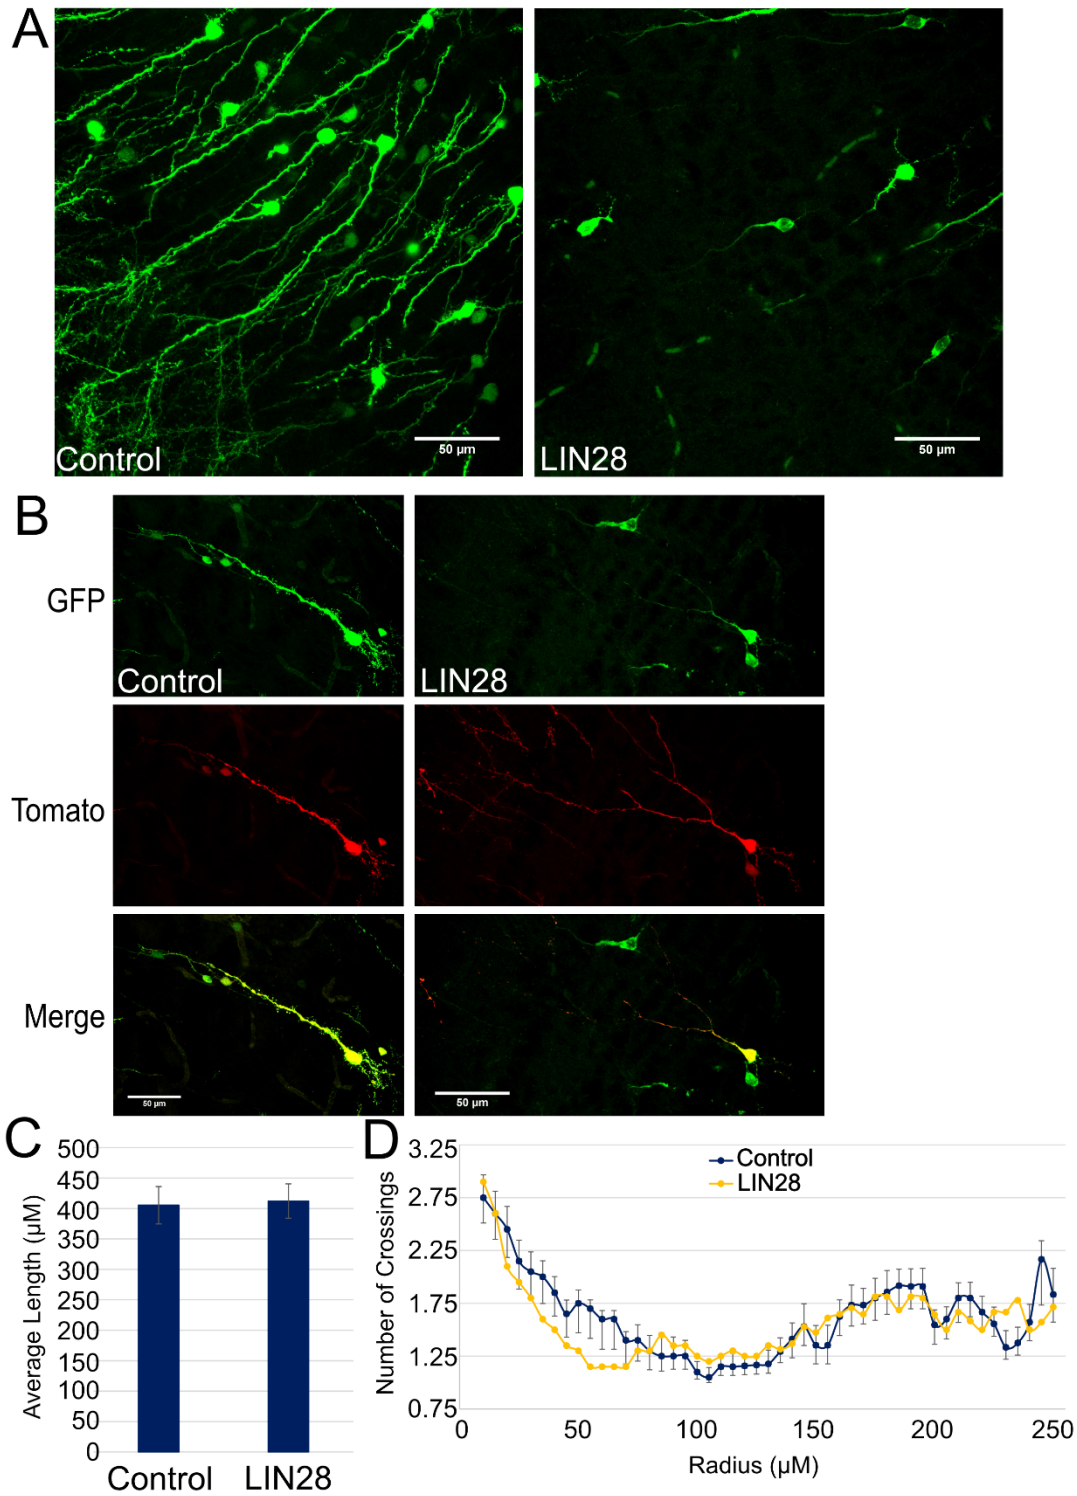 A
Control
50 µm
LIN28
50 µm
B
GFP
Control
LIN28
Tomato
Merge
50 µm
50 µm
C
Average Length (µM)
500
450
400
350
300
250
200
150
100
50
0
Control
LIN28
D
Number of Crossings
3.25
2.75
2.25
1.75
1.25
0.75
Control
LIN28
0
50
100
150
200
250
Radius (µM)